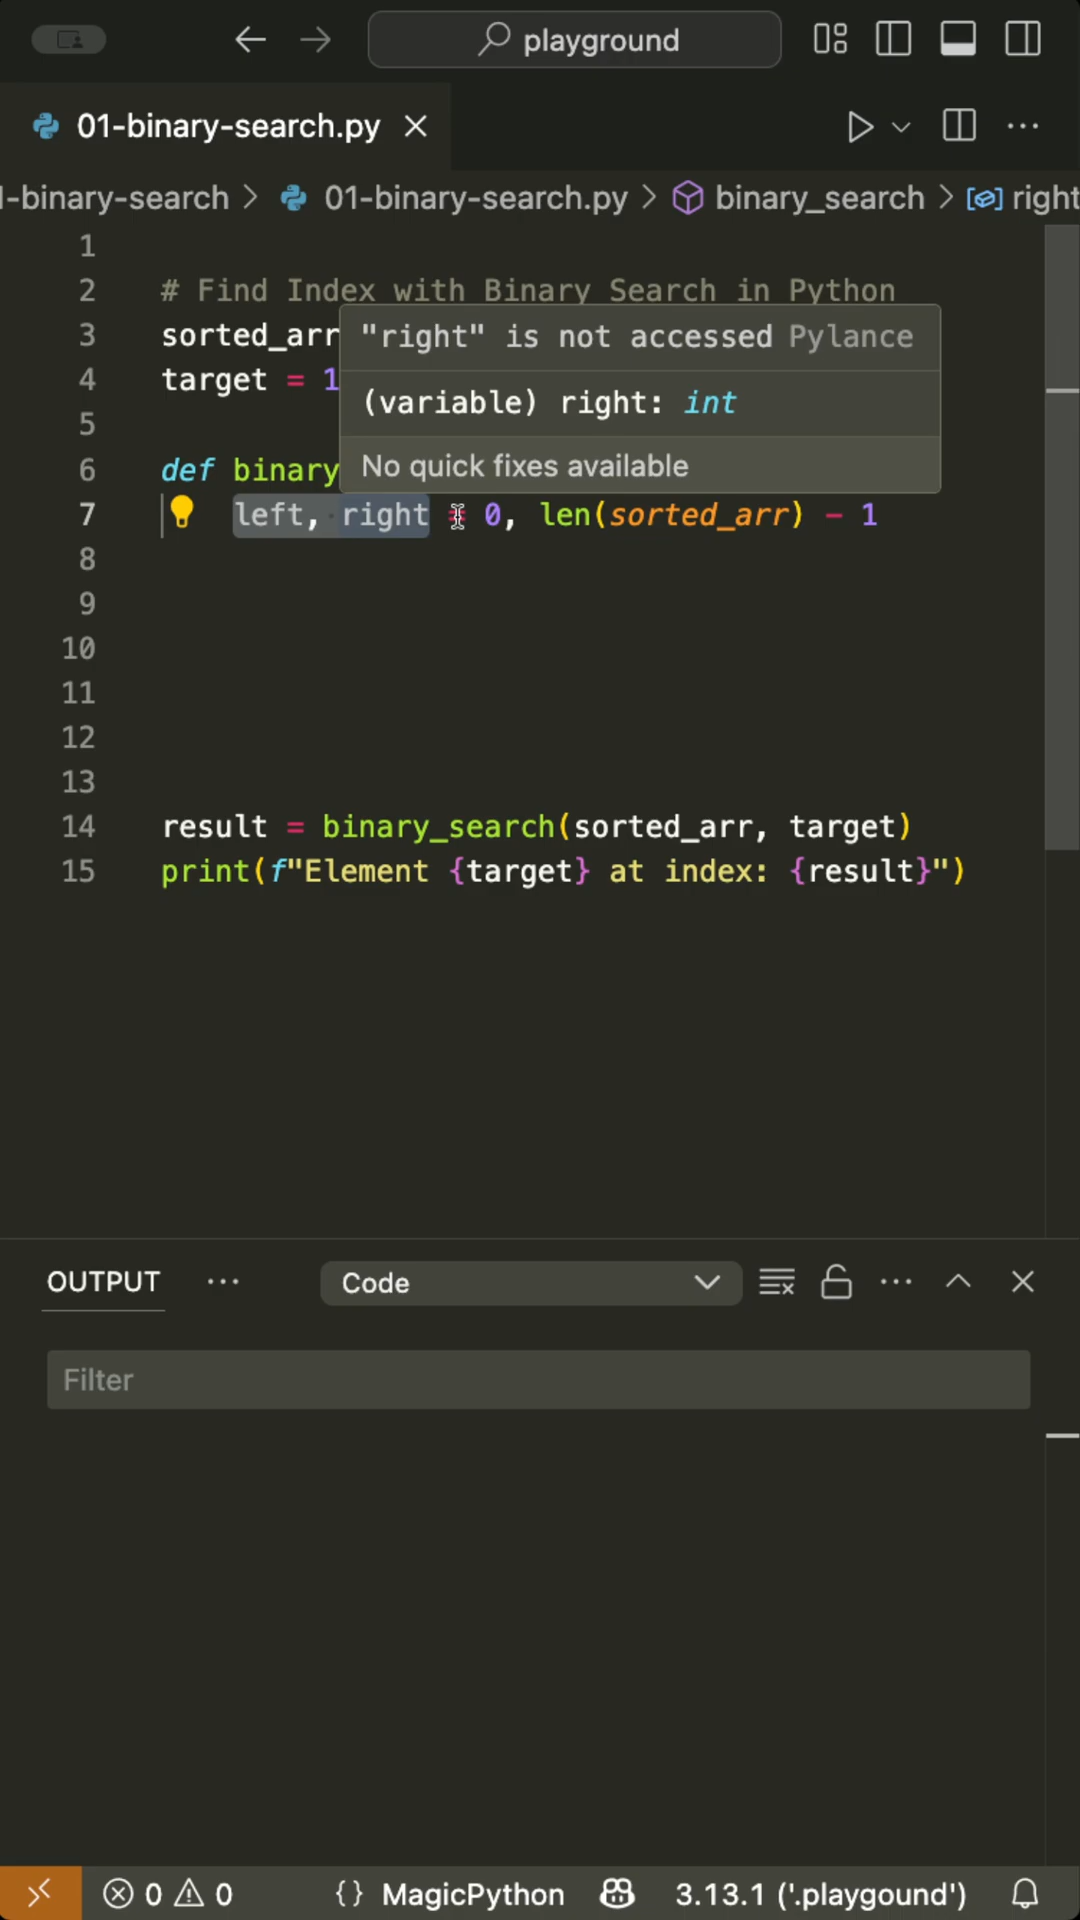 playground
01-binary-search.py
-binary-search > 01-binary-search.py > binary_search > right
1
2 # Find Index with Binary Search in Python
3 sorted_arr
"right" is not accessed Pylance
4 target = 1
(variable) right: int
5
6 def binary
No quick fixes available
7 left, right = 0, len(sorted_arr) - 1
8
9
10
11
12
13
14 result = binary_search(sorted_arr, target)
15 print(f"Element {target} at index: {result}")
OUTPUT ··· Code
Filter
0 0 {} MagicPython 3.13.1 ('.playgound')